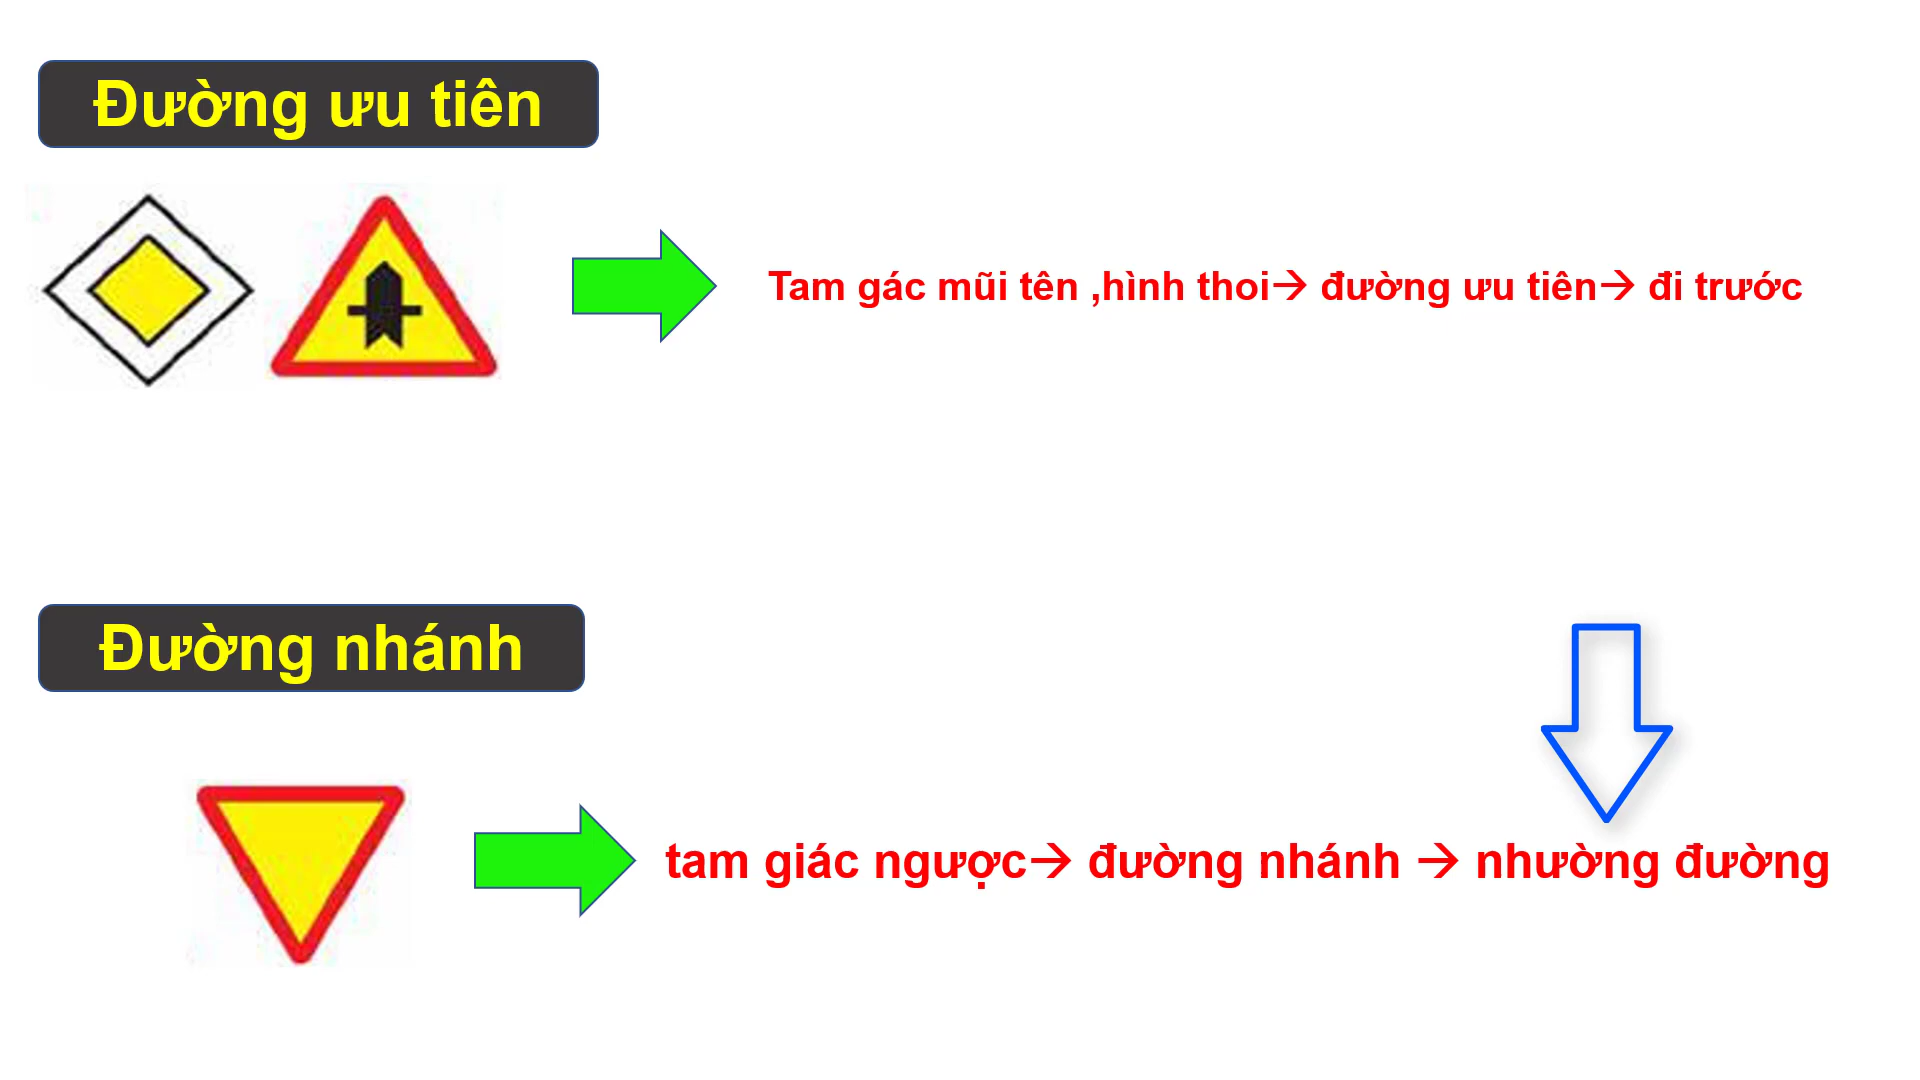 Đường ưu tiên
Tam gác mũi tên ,hình thoi→ đường ưu tiên→ đi trước
Đường nhánh
tam giác ngược→ đường nhánh → nhường đường